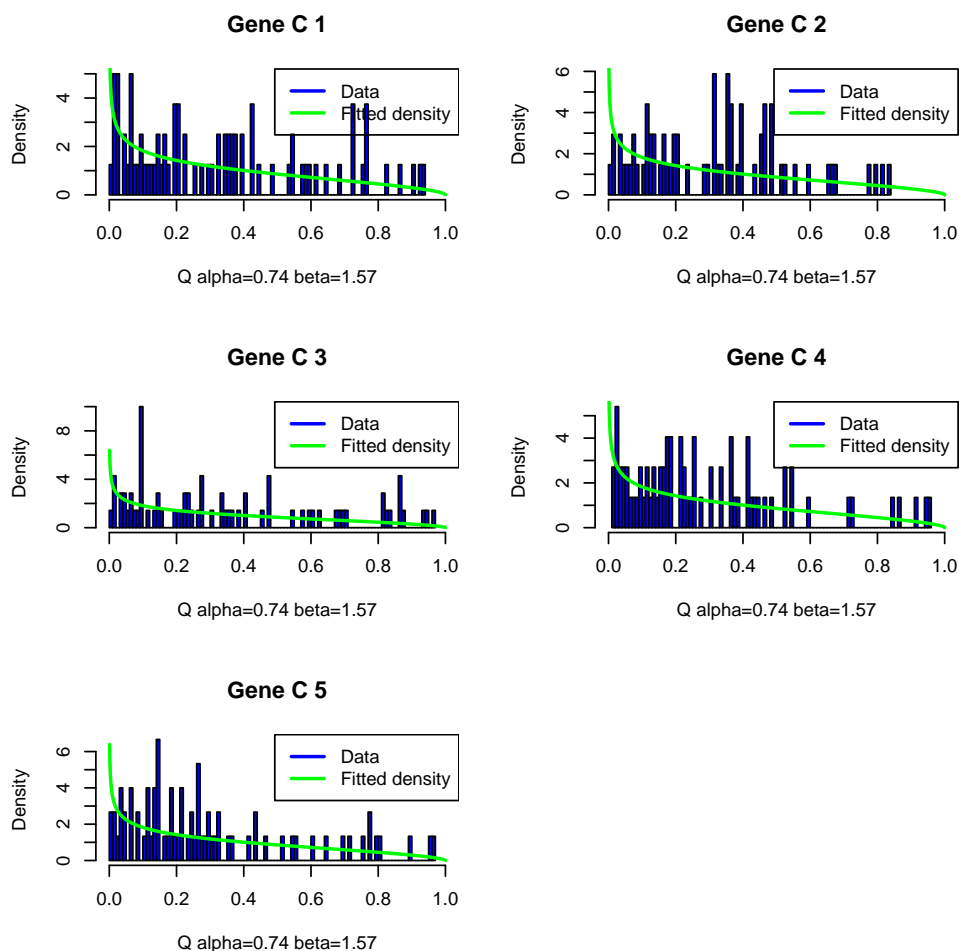 Gene C 1
Density
0 2 4
Data
Fitted density
0.0 0.2 0.4 0.6 0.8 1.0
Q alpha=0.74 beta=1.57
Gene C 2
Density
0 2 4 6
Data
Fitted density
0.0 0.2 0.4 0.6 0.8 1.0
Q alpha=0.74 beta=1.57
Gene C 3
Density
0 4 8
Data
Fitted density
0.0 0.2 0.4 0.6 0.8 1.0
Q alpha=0.74 beta=1.57
Gene C 4
Density
0 2 4
Data
Fitted density
0.0 0.2 0.4 0.6 0.8 1.0
Q alpha=0.74 beta=1.57
Gene C 5
Density
0 2 4 6
Data
Fitted density
0.0 0.2 0.4 0.6 0.8 1.0
Q alpha=0.74 beta=1.57